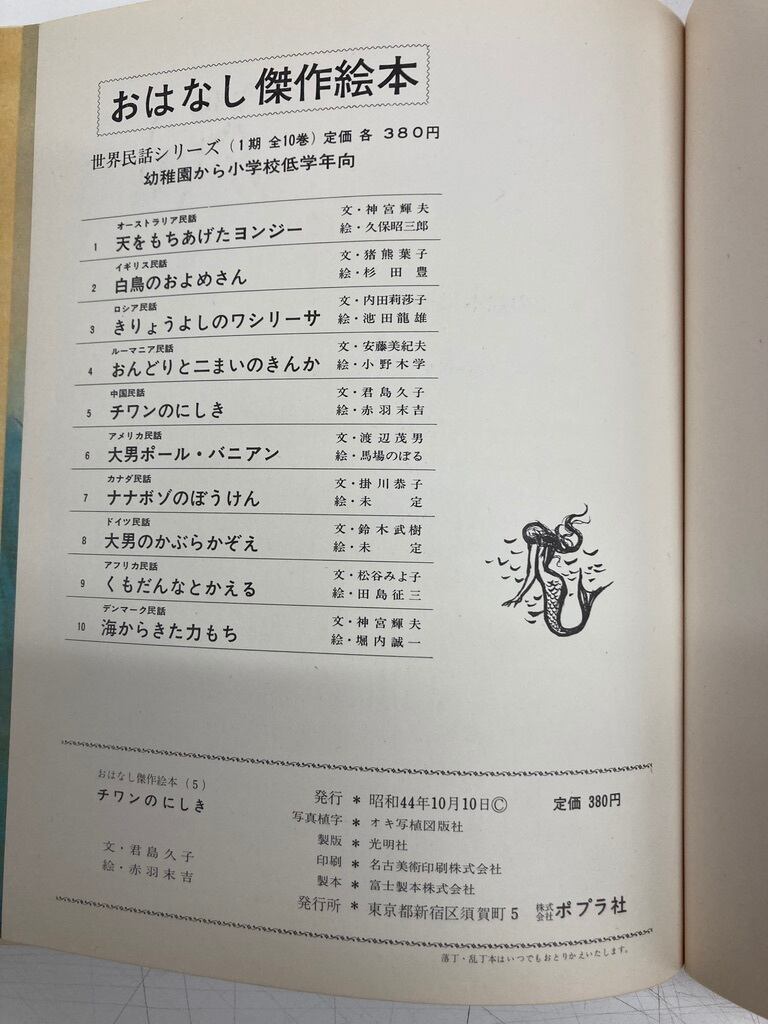 おはなし傑作絵本
世界民話シリーズ(1期 全10巻)定価 各 380円
幼稚園から小学校低学年向
オーストラリア民話
1 天をもちあげたヨンジー
文・神宮輝夫
絵・久保昭三郎
イギリス民話
2 白鳥のおよめさん
文・猪熊葉子
絵・杉田豊
ロシア民話
3 きりょうよしのワシリーサ
文・内田莉莎子
絵・池田龍雄
ルーマニア民話
4 おんどりと二まいのきんか
文・安藤美紀夫
絵・小野木学
中国民話
5 チワンのにしき
文・君島久子
絵・赤羽末吉
アメリカ民話
6 大男ポール・バニアン
文・渡辺茂男
絵・馬場のぼる
カナダ民話
7 ナナボゾのぼうけん
文・掛川恭子
絵・未定
ドイツ民話
8 大男のかぶらかぞえ
文・鈴木武樹
絵・未定
アフリカ民話
9 くもだんなとかえる
文・松谷みよ子
絵・田島征三
デンマーク民話
10 海からきた力もち
文・神宮輝夫
絵・堀内誠一
おはなし傑作絵本(5)
チワンのにしき
文・君島久子
絵・赤羽末吉
発行 * 昭和44年10月10日© 定価 380円
写真植字 * オキ写植図版社
製版 * 光明社
印刷 * 名古美術印刷株式会社
製本 * 富士製本株式会社
発行所 * 東京都新宿区須賀町5 株式会社ポプラ社
落丁・乱丁本はいつでもおとりかえいたします。